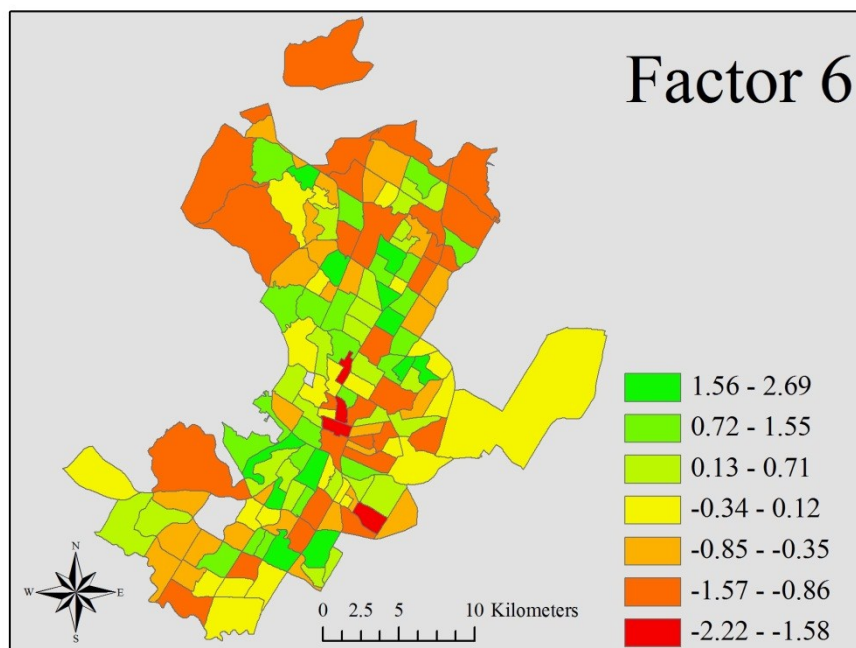 Factor 6
1.56 - 2.69
0.72 - 1.55
0.13 - 0.71
-0.34 - 0.12
-0.85 - -0.35
-1.57 - -0.86
-2.22 - -1.58
N
W E
S
0 2.5 5 10 Kilometers